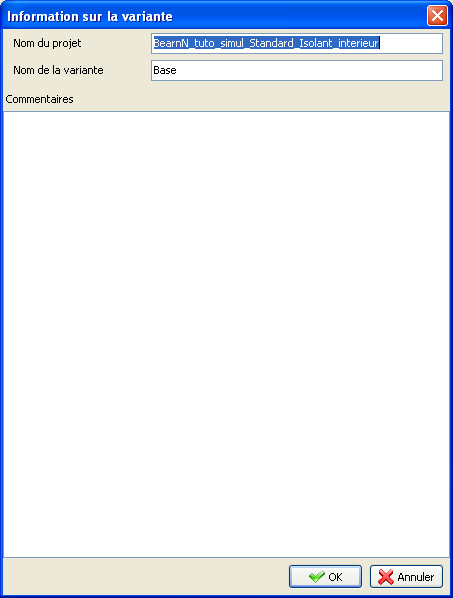 Information sur la variante
Nom du projet BearnN_tuto_simul_Standard_Isolant_interieur
Nom de la variante Base
Commentaires
OK Annuler